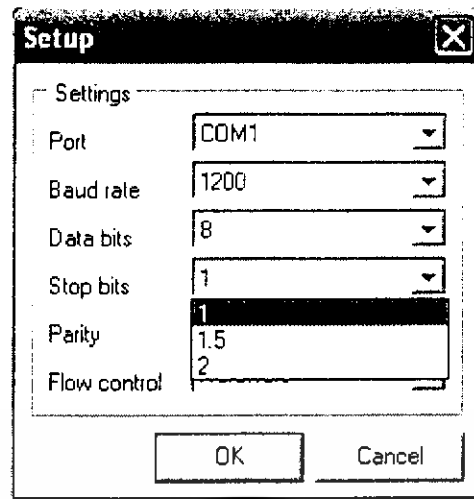 Setup
Settings
Port COM1
Baud rate 1200
Data bits 8
Stop bits 1
1
Parity
1.5
2
Flow control
OK Cancel